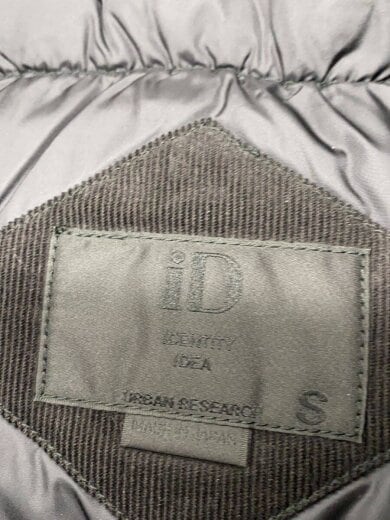 iD
IDENTITY
IDEA
URBAN RESEARCH
S
MADE IN JAPAN